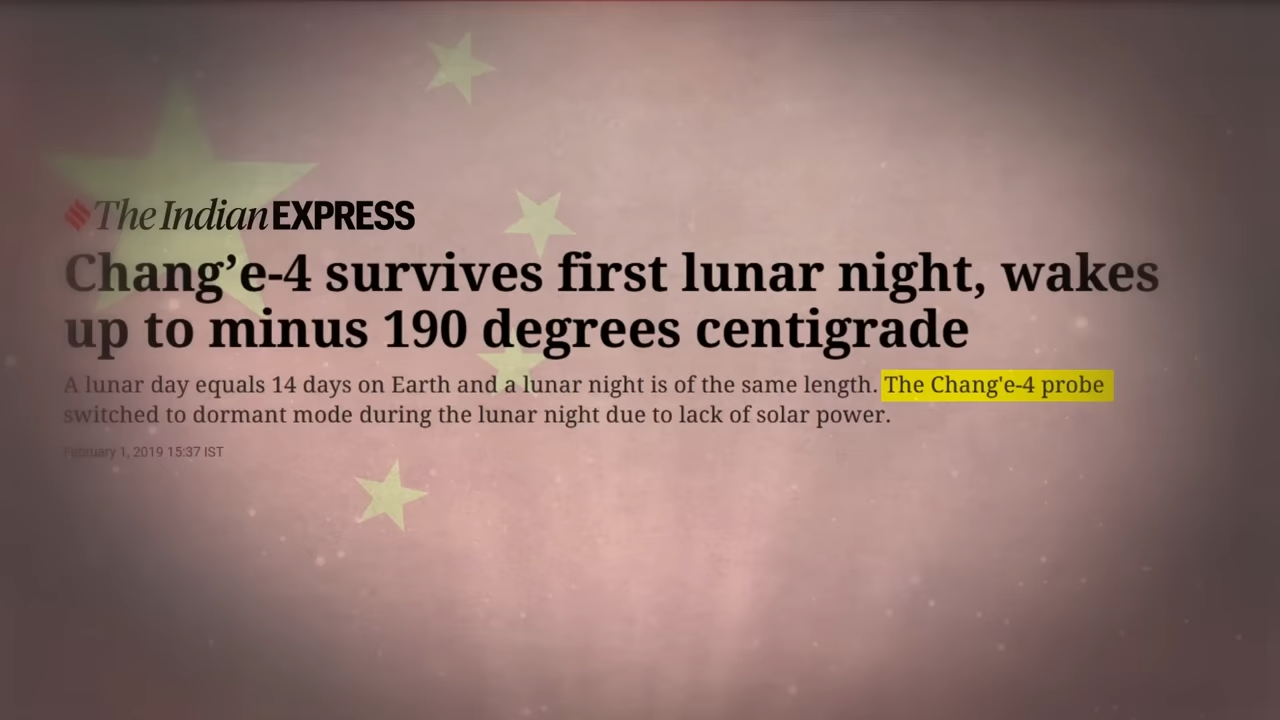 The Indian EXPRESS
Chang’e-4 survives first lunar night, wakes
up to minus 190 degrees centigrade
A lunar day equals 14 days on Earth and a lunar night is of the same length. The Chang'e-4 probe
switched to dormant mode during the lunar night due to lack of solar power.
February 1, 2019 15:37 IST